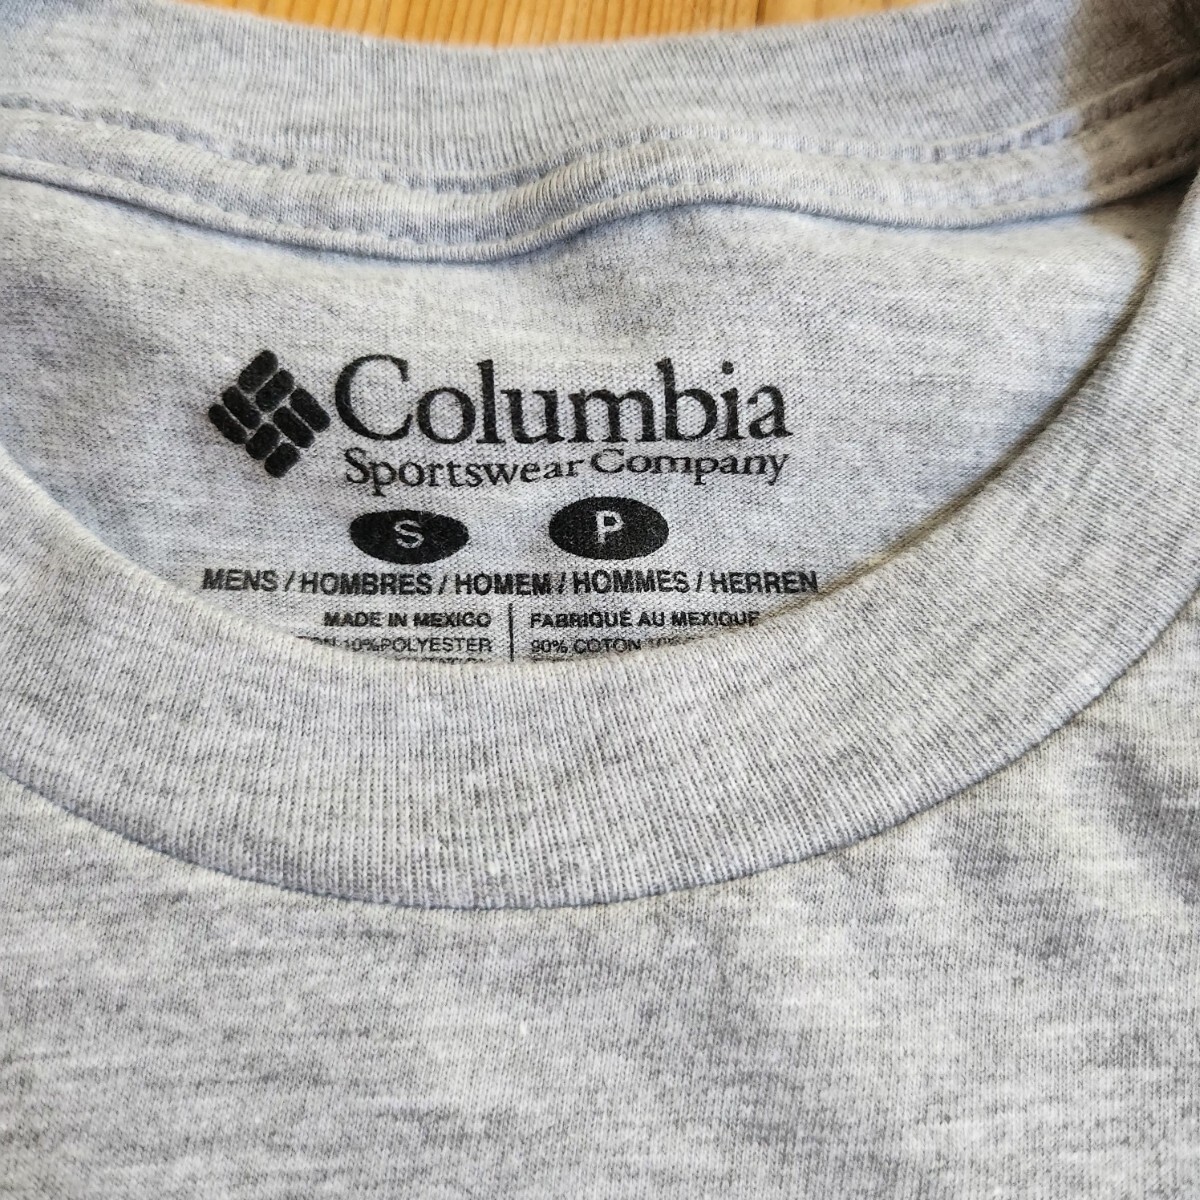 Columbia
Sportswear Company
S P
MENS / HOMBRES / HOMEM / HOMMES / HERREN
MADE IN MEXICO
10% POLYESTER
FABRIQUÉ AU MEXIQUE
90% COTON